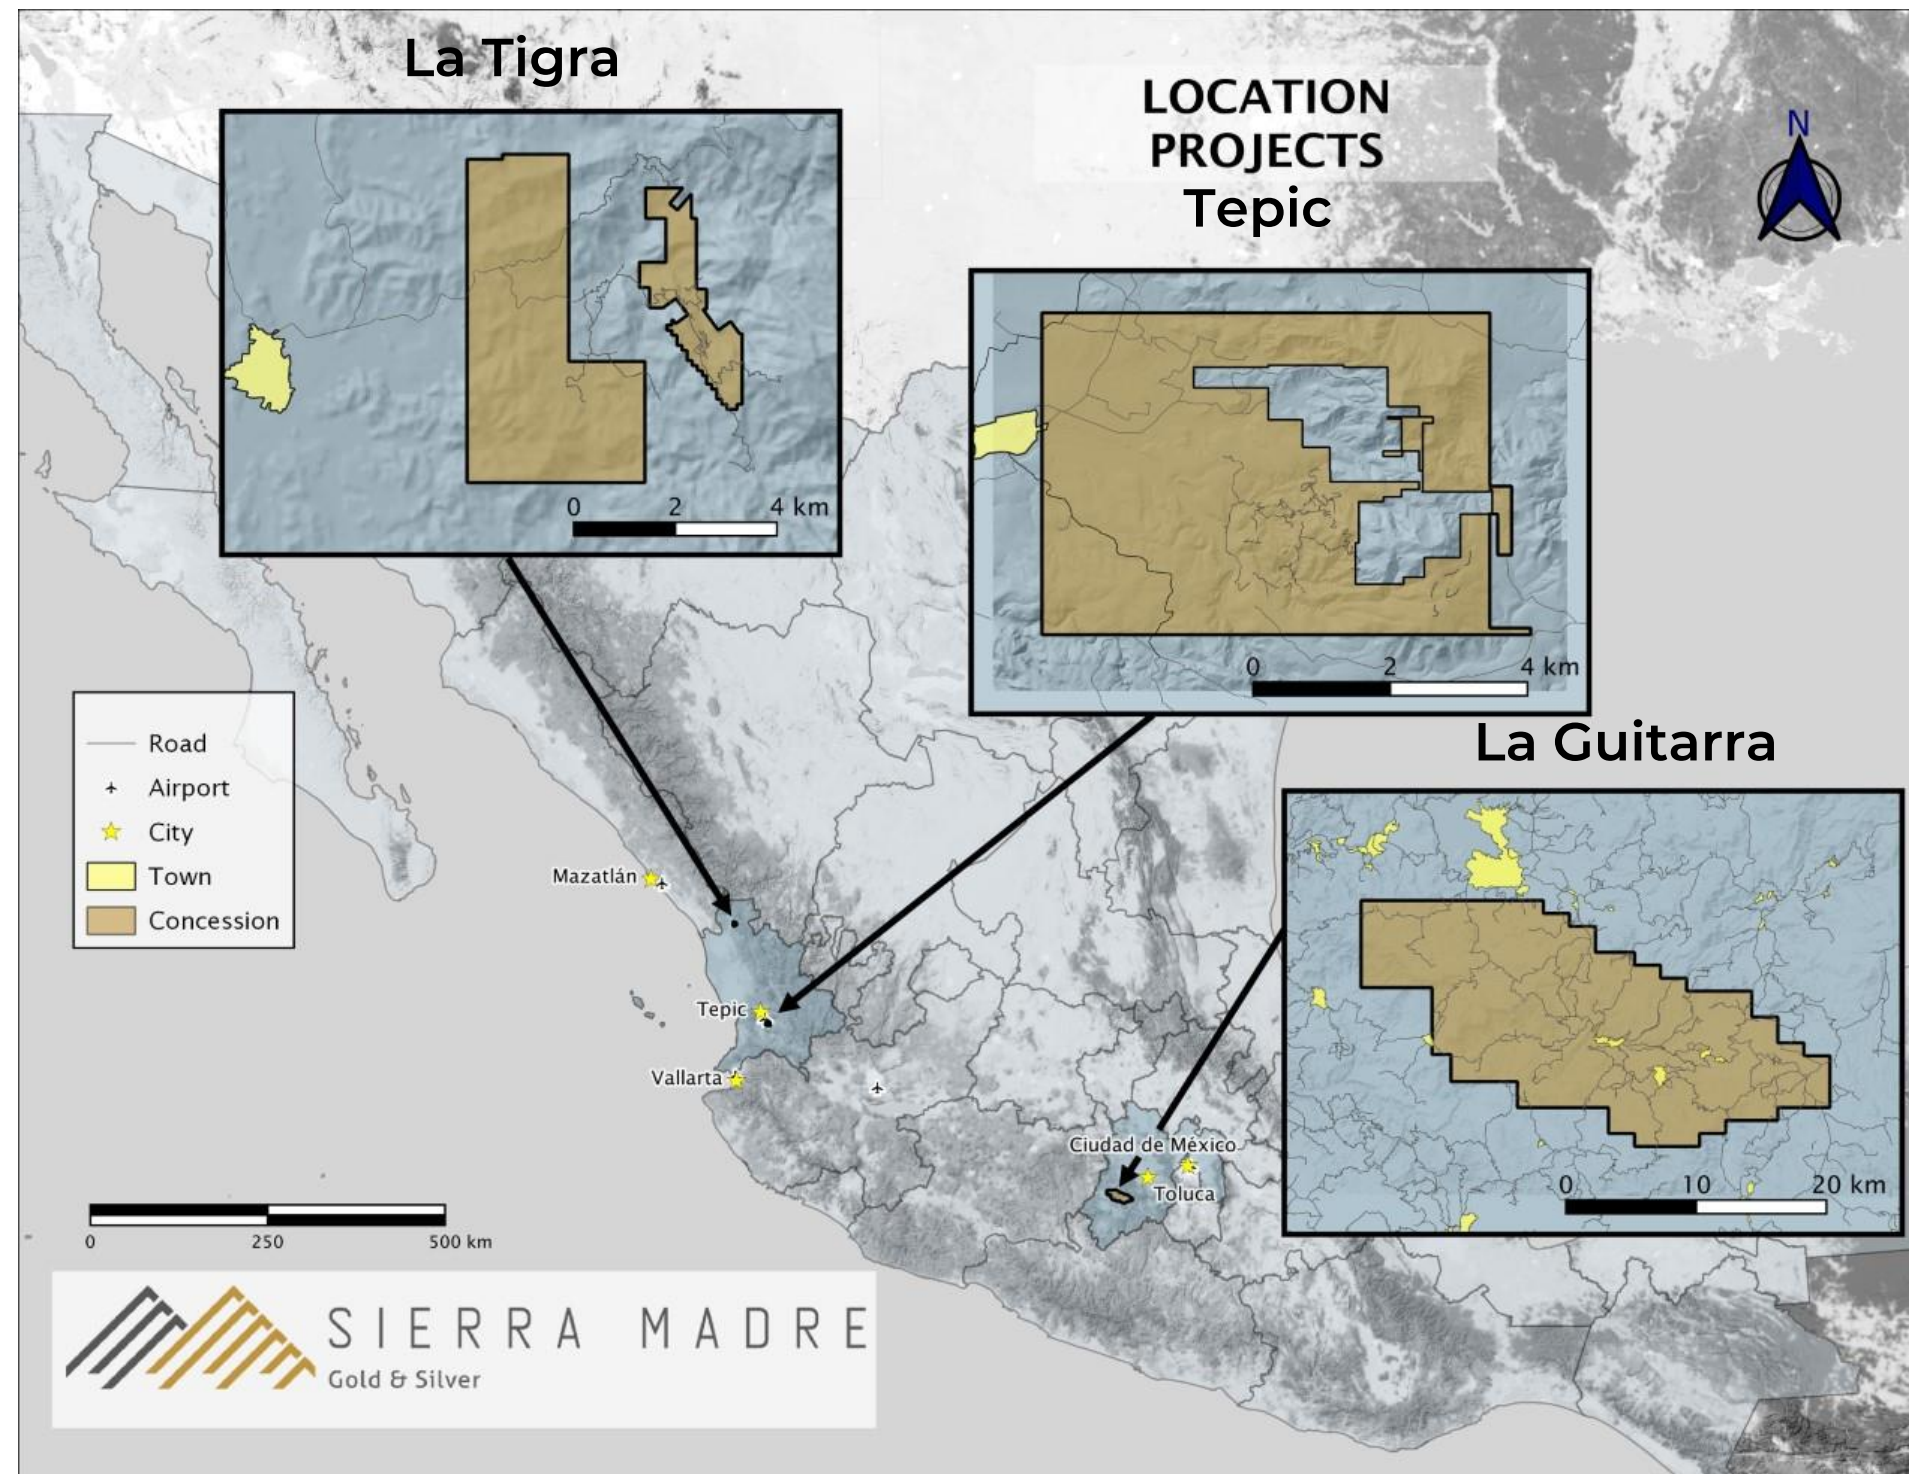 La Tigra
LOCATION
PROJECTS
Tepic
N
0 2 4 km
0 2 4 km
La Guitarra
Road
Airport
City
Town
Concession
Mazatlán
Tepic
Vallarta
Ciudad de México
Toluca
0 10 20 km
0 250 500 km
SIERRA MADRE
Gold & Silver